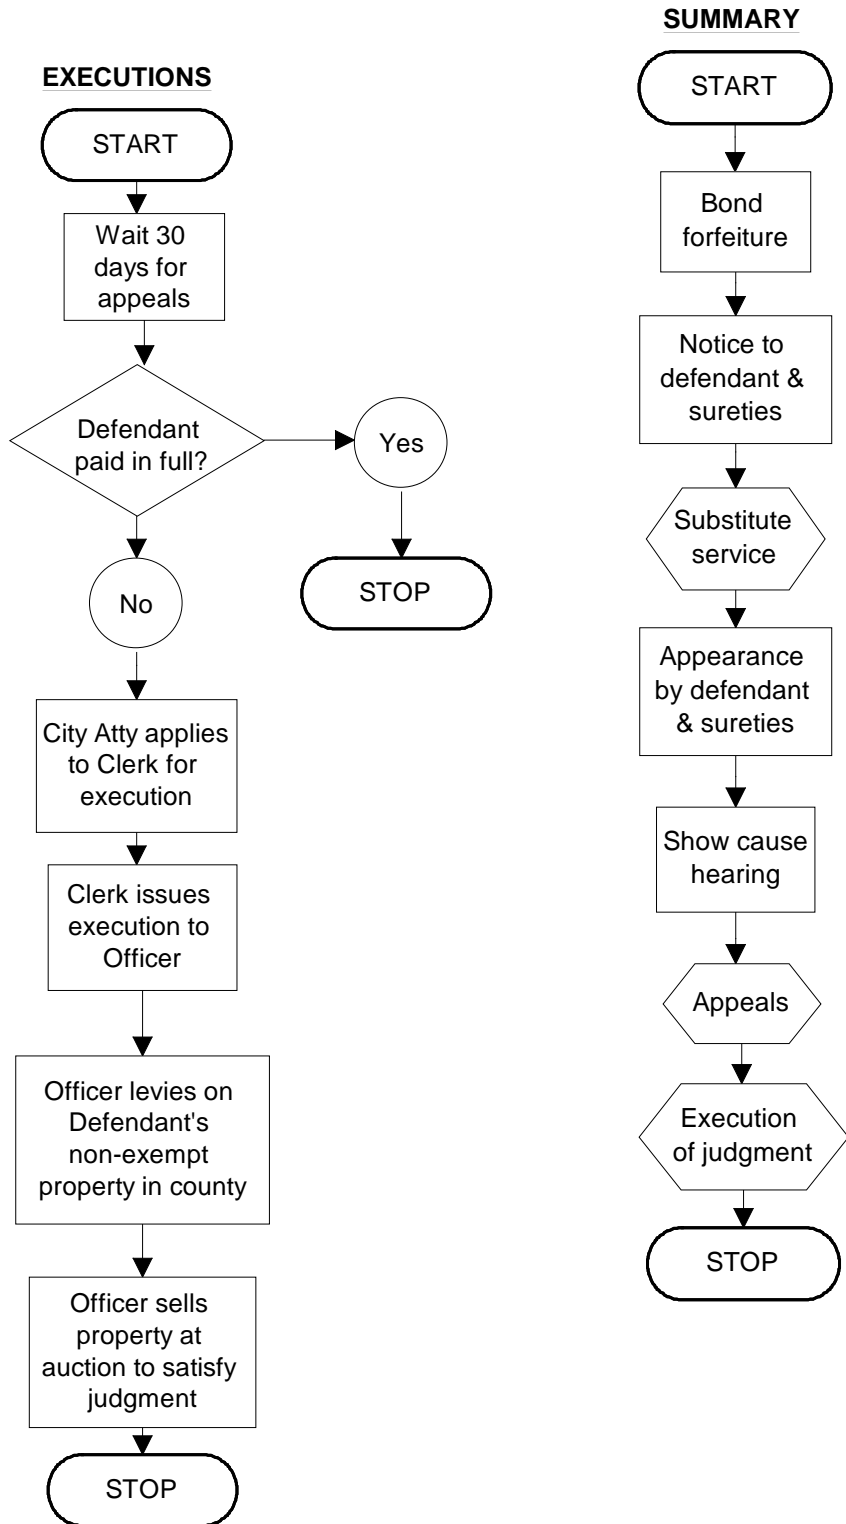 EXECUTIONS
START
Wait 30
days for
appeals
Defendant
paid in full?
Yes
STOP
No
City Atty applies
to Clerk for
execution
Clerk issues
execution to
Officer
Officer levies on
Defendant's
non-exempt
property in county
Officer sells
property at
auction to satisfy
judgment
STOP
SUMMARY
START
Bond
forfeiture
Notice to
defendant &
sureties
Substitute
service
Appearance
by defendant
& sureties
Show cause
hearing
Appeals
Execution
of judgment
STOP